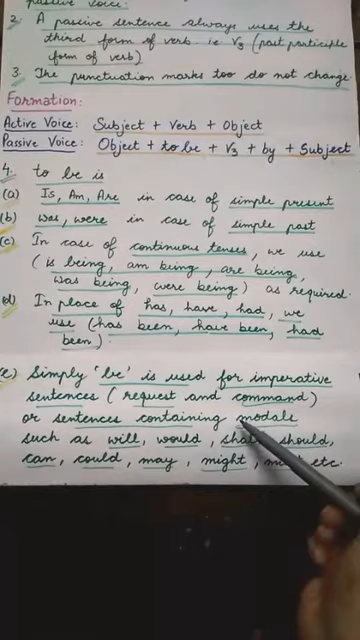 passive voice.
2. A passive sentence always uses the
third form of verb i.e V3 (past participle
form of verb)
3. The punctuation marks too do not change
Formation:
Active Voice: Subject + Verb + Object
Passive Voice: Object + to be + V3 + by + Subject
4. to be is
(a) Is, Am, Are in case of simple present
(b) was, were in case of simple past
(c) In case of continuous tenses, we use
(is being, am being, are being,
was being, were being) as required.
(d) In place of has, have, had, we
use (has been, have been, had
been).
(e) Simply 'be' is used for imperative
sentences (request and command)
or sentences containing modals
such as will, would, shall, should,
can, could, may, might, must etc.